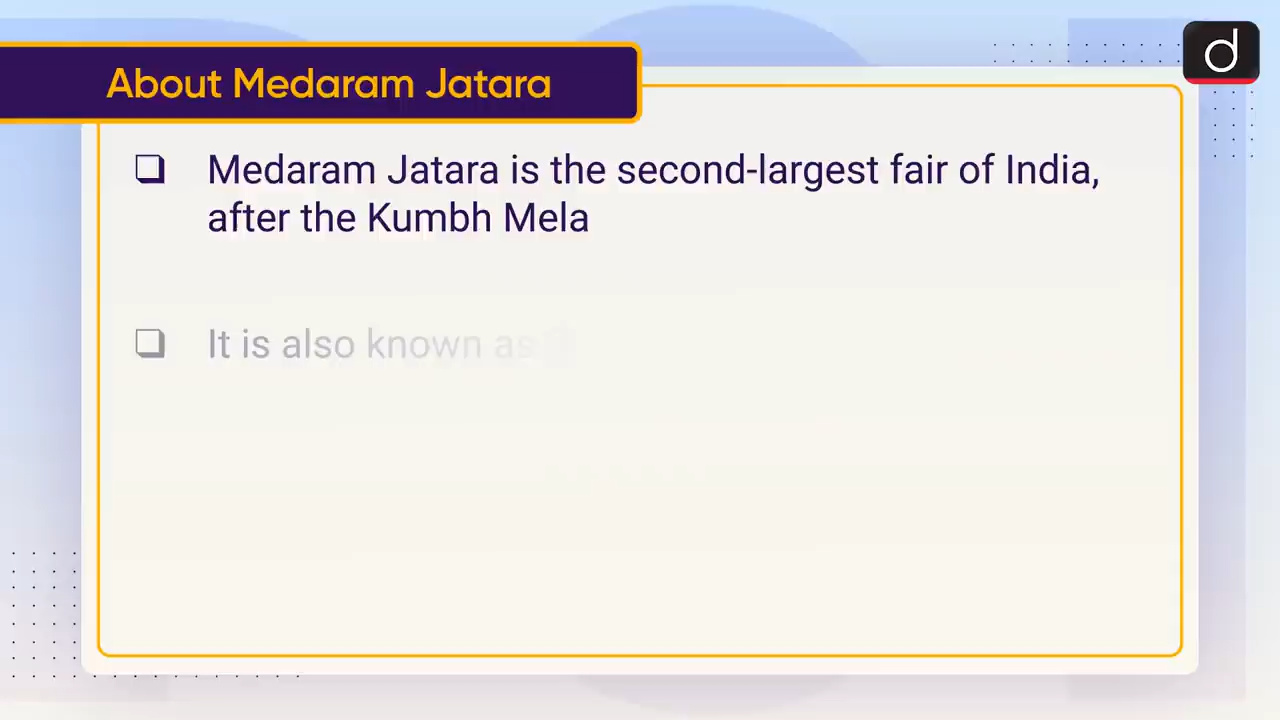 About Medaram Jatara
d
❑ Medaram Jatara is the second-largest fair of India,
after the Kumbh Mela
❑ It is also known as